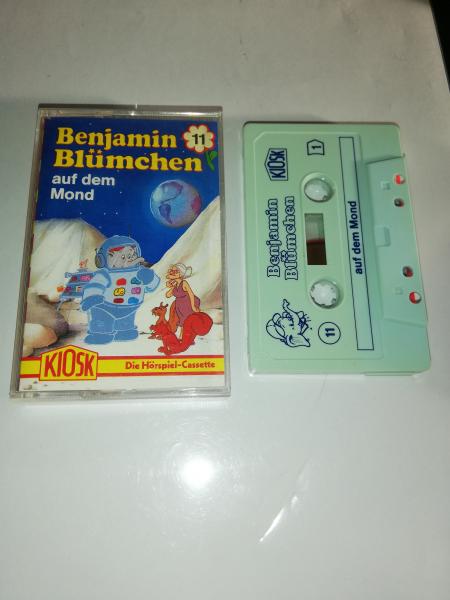 Benjamin 11
Blümchen
auf dem
Mond
KIOSK
Die Hörspiel-Cassette
KIOSK
1
Benjamin
Blümchen
auf dem Mond
11